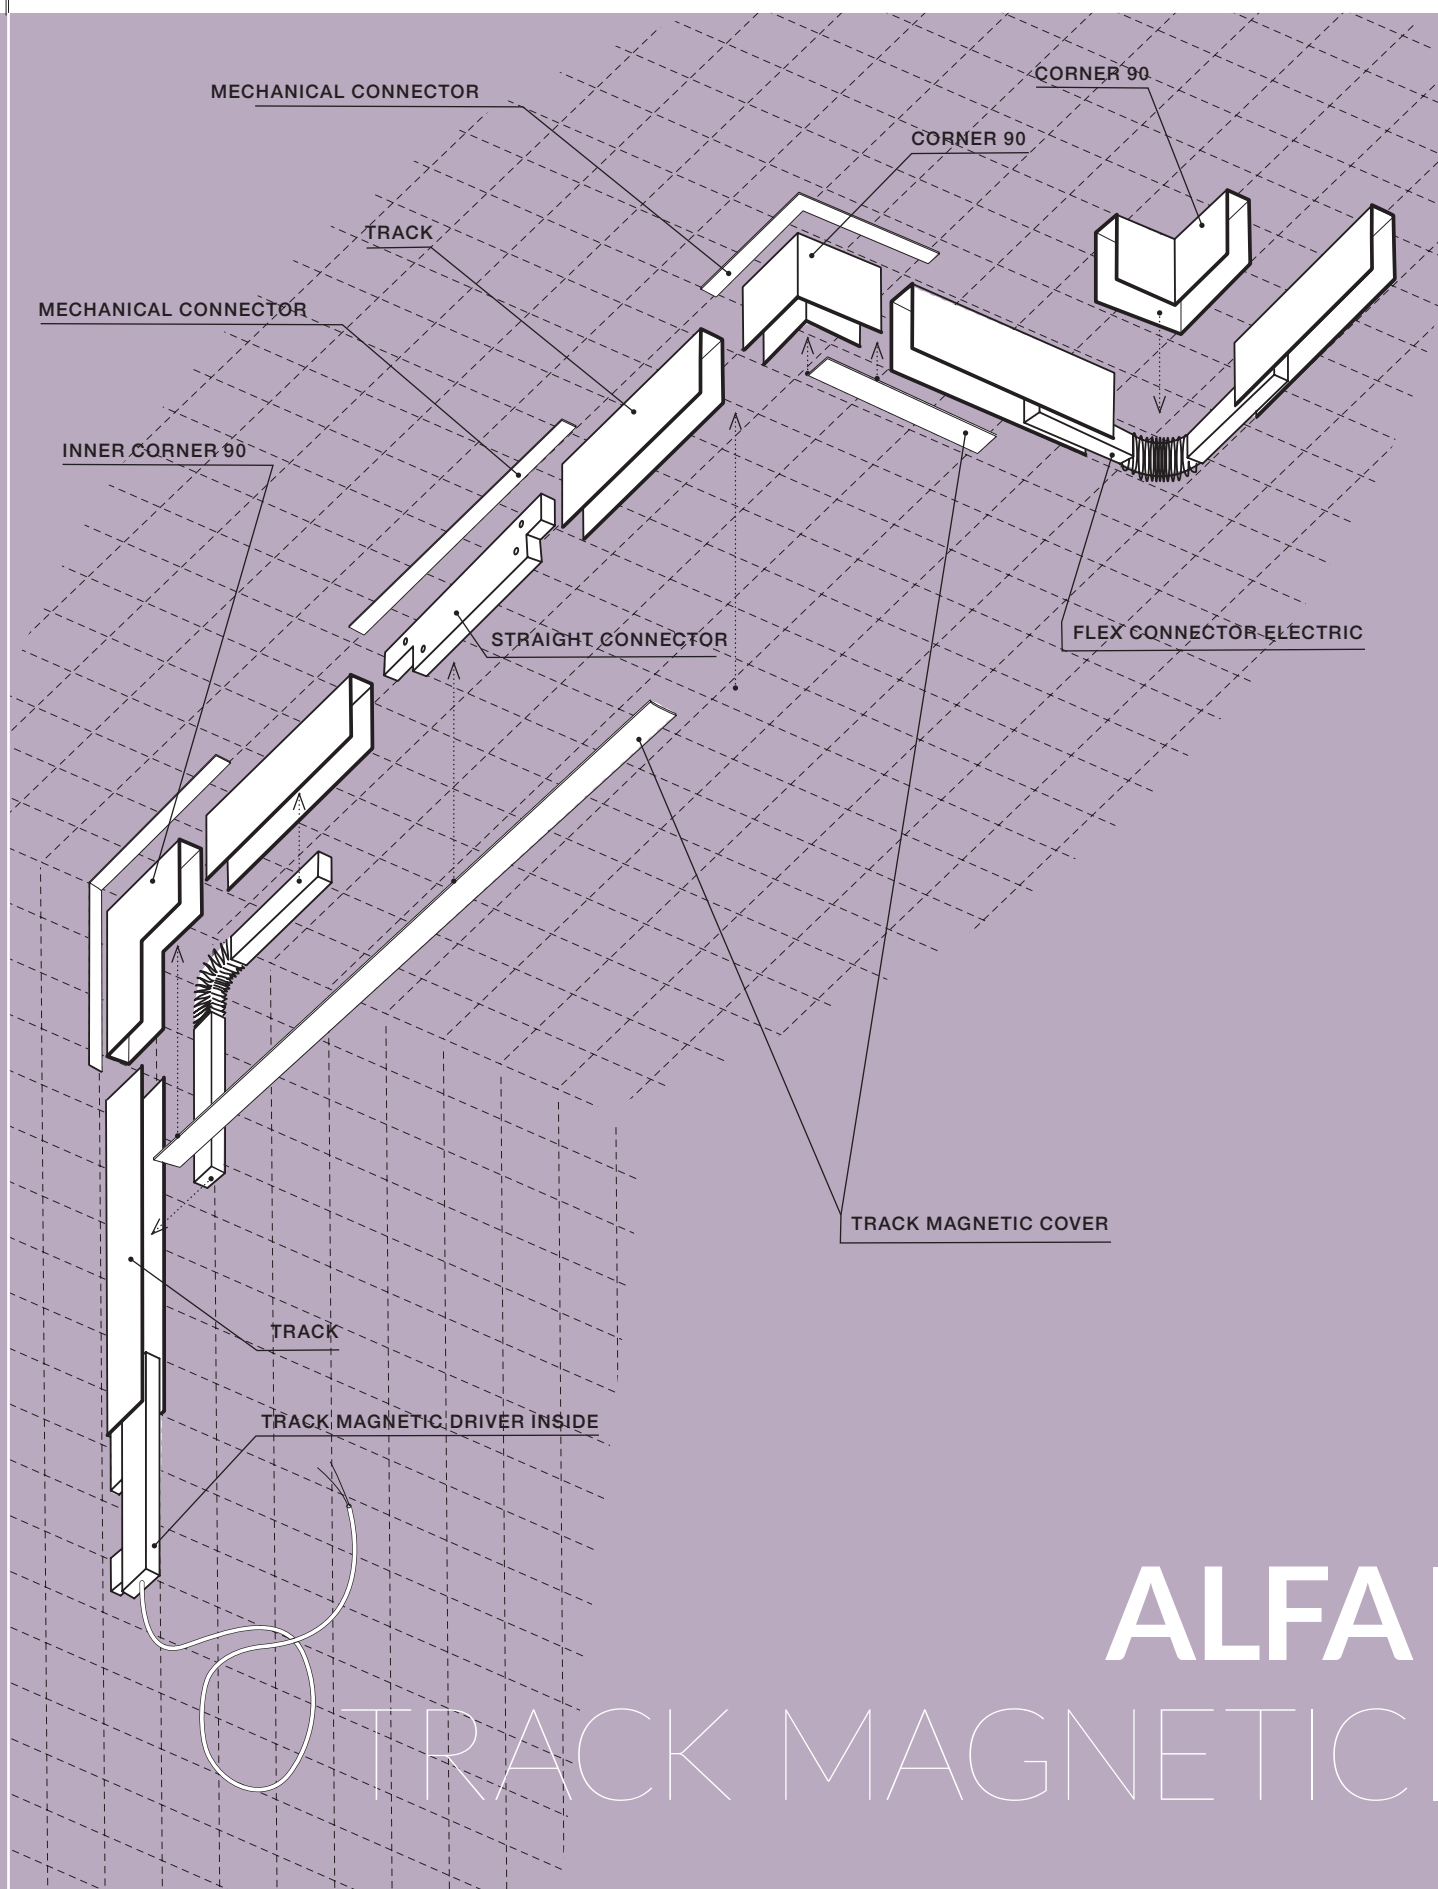 CORNER 90
MECHANICAL CONNECTOR
CORNER 90
TRACK
MECHANICAL CONNECTOR
INNER CORNER 90
STRAIGHT CONNECTOR
FLEX CONNECTOR ELECTRIC
TRACK MAGNETIC COVER
TRACK
TRACK MAGNETIC DRIVER INSIDE
ALFA
TRACK MAGNETIC